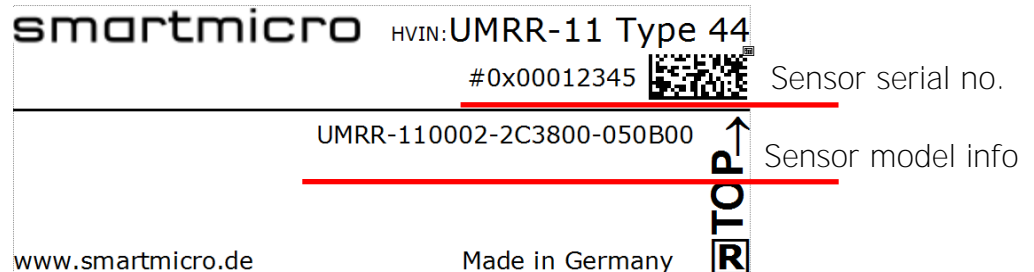 smartmicro HVIN:UMRR-11 Type 44
#0x00012345 Sensor serial no.
UMRR-110002-2C3800-050B00
Sensor model info
R TOP→
www.smartmicro.de Made in Germany